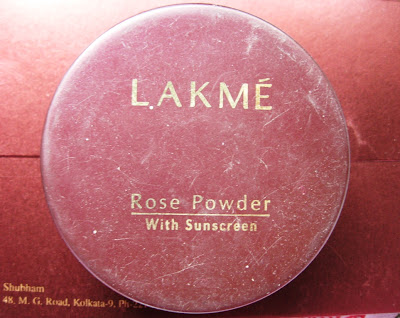 LAKMÉ
Rose Powder
With Sunscreen
Shubham
48, M. G. Road, Kolkata-9,